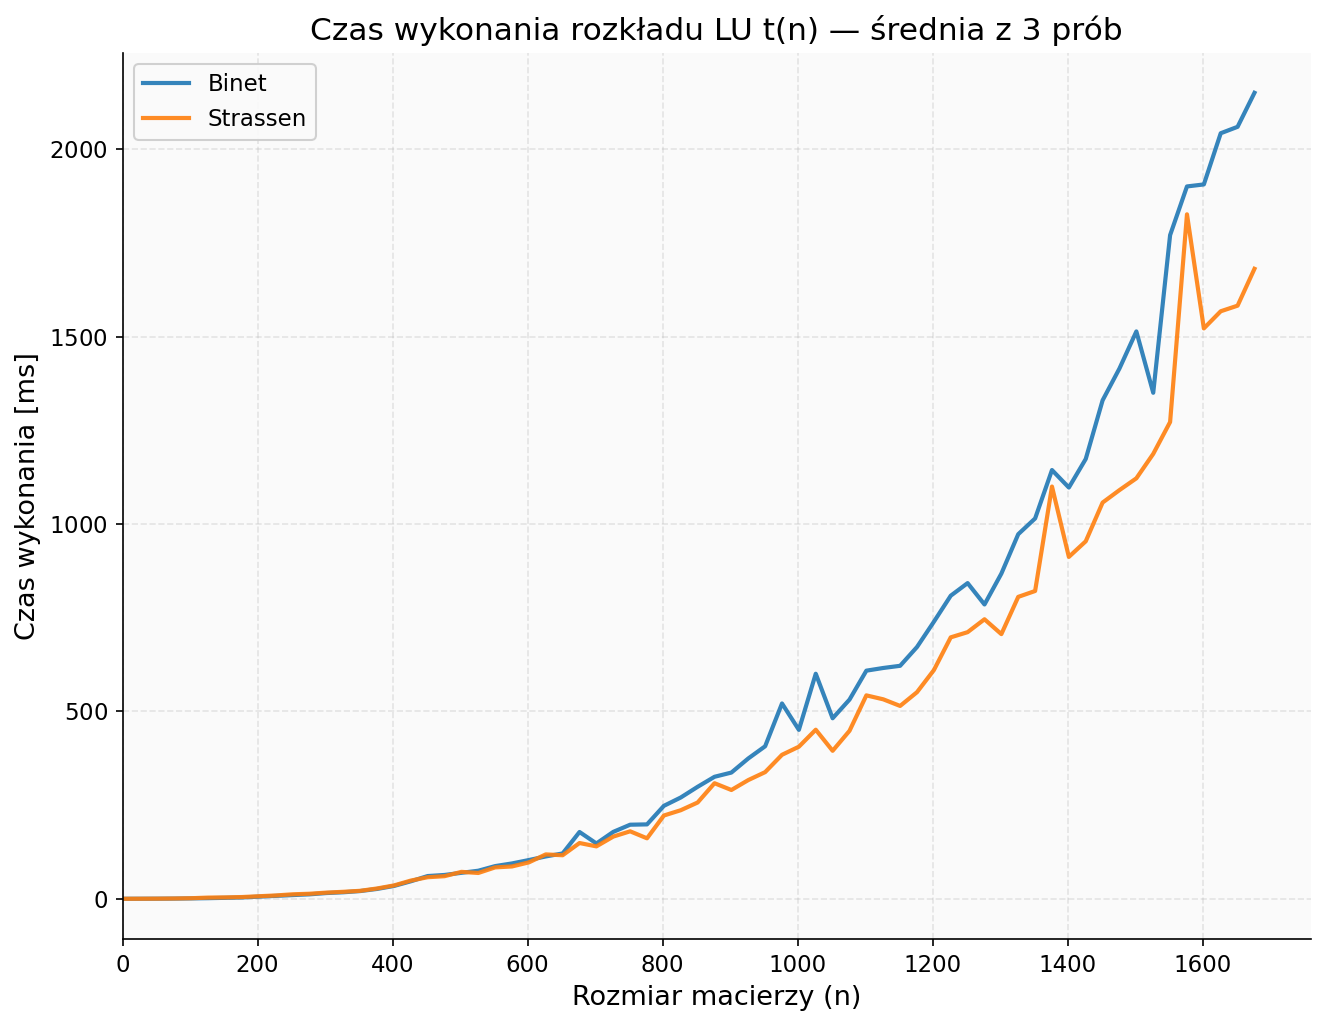 Czas wykonania rozkładu LU t(n) — średnia z 3 prób
Binet
Strassen
Czas wykonania [ms]
2000
1500
1000
500
0
0 200 400 600 800 1000 1200 1400 1600
Rozmiar macierzy (n)